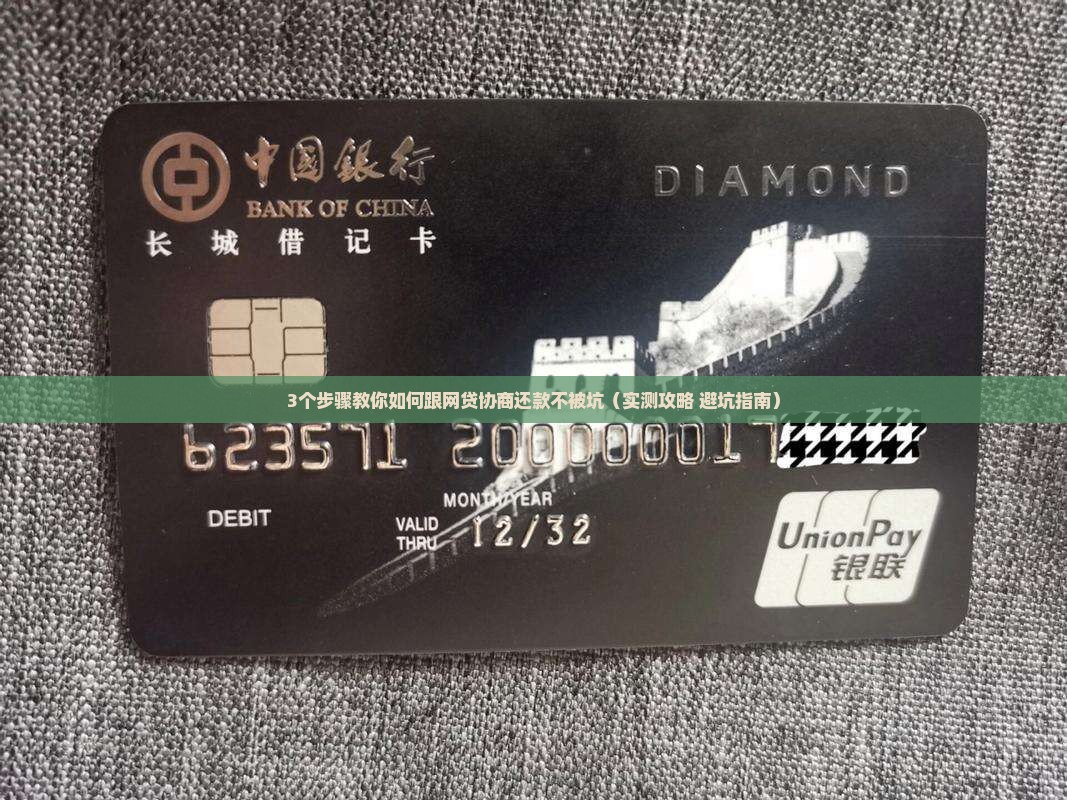 中国銀行
BANK OF CHINA
长城借记卡
DIAMOND
3个步骤教你如何跟网贷协商还款不被坑（实测攻略 避坑指南）
623571 2000000017
MONTH/YEAR
DEBIT
VALID THRU 12/32
UnionPay
银联